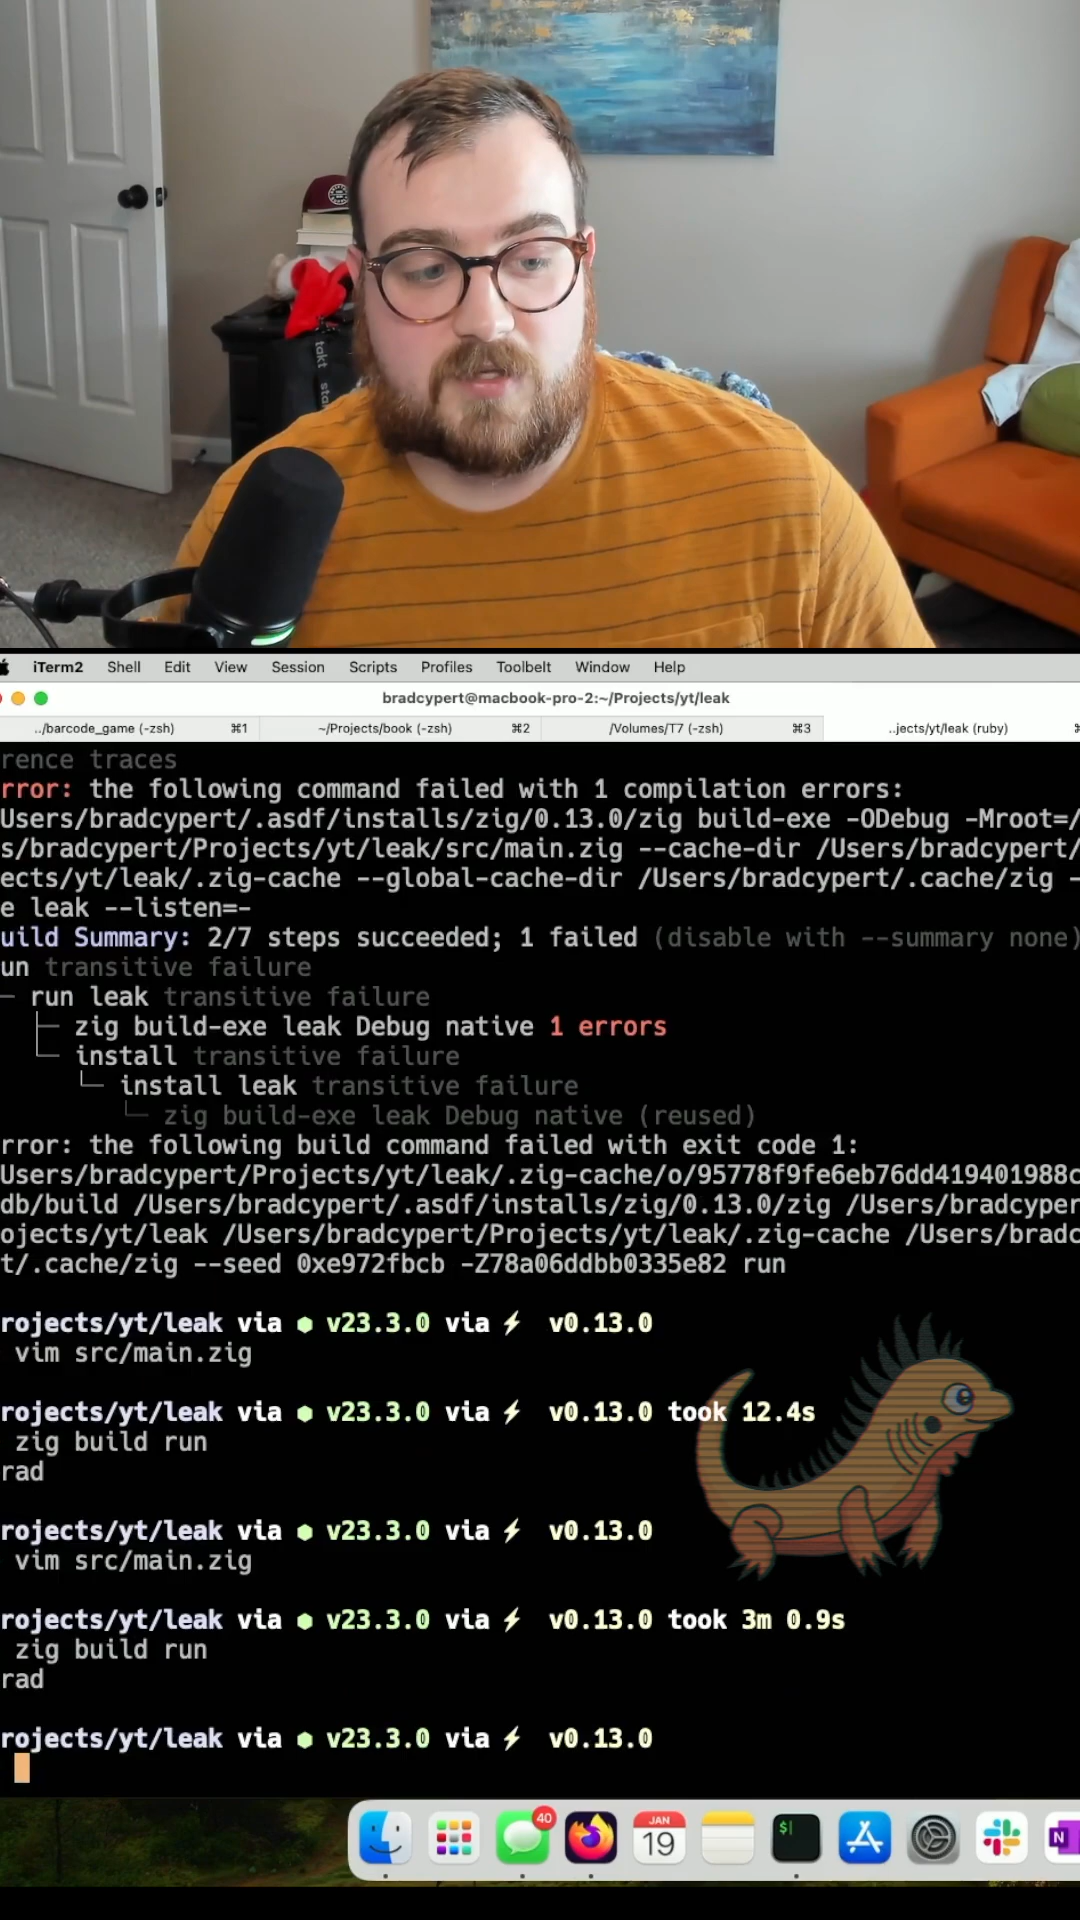 takt sta
iTerm2 Shell Edit View Session Scripts Profiles Toolbelt Window Help
bradcypert@macbook-pro-2:~/Projects/yt/leak
../barcode_game (-zsh) ⌘1 ~/Projects/book (-zsh) ⌘2 /Volumes/T7 (-zsh) ⌘3 ..jects/yt/leak (ruby) ⌘
rence traces
rror: the following command failed with 1 compilation errors:
Users/bradcypert/.asdf/installs/zig/0.13.0/zig build-exe -ODebug -Mroot=/
s/bradcypert/Projects/yt/leak/src/main.zig --cache-dir /Users/bradcypert/
ects/yt/leak/.zig-cache --global-cache-dir /Users/bradcypert/.cache/zig -
e leak --listen=-
uild Summary: 2/7 steps succeeded; 1 failed (disable with --summary none)
un transitive failure
─ run leak transitive failure
├─ zig build-exe leak Debug native 1 errors
└─ install transitive failure
└─ install leak transitive failure
└─ zig build-exe leak Debug native (reused)
rror: the following build command failed with exit code 1:
Users/bradcypert/Projects/yt/leak/.zig-cache/o/95778f9fe6eb76dd419401988c
db/build /Users/bradcypert/.asdf/installs/zig/0.13.0/zig /Users/bradcyper
ojects/yt/leak /Users/bradcypert/Projects/yt/leak/.zig-cache /Users/bradc
t/.cache/zig --seed 0xe972fbcb -Z78a06ddbb0335e82 run
rojects/yt/leak via ⬢ v23.3.0 via ⚡ v0.13.0
vim src/main.zig
rojects/yt/leak via ⬢ v23.3.0 via ⚡ v0.13.0 took 12.4s
zig build run
rad
rojects/yt/leak via ⬢ v23.3.0 via ⚡ v0.13.0
vim src/main.zig
rojects/yt/leak via ⬢ v23.3.0 via ⚡ v0.13.0 took 3m 0.9s
zig build run
rad
rojects/yt/leak via ⬢ v23.3.0 via ⚡ v0.13.0
40
JAN
19
$
N